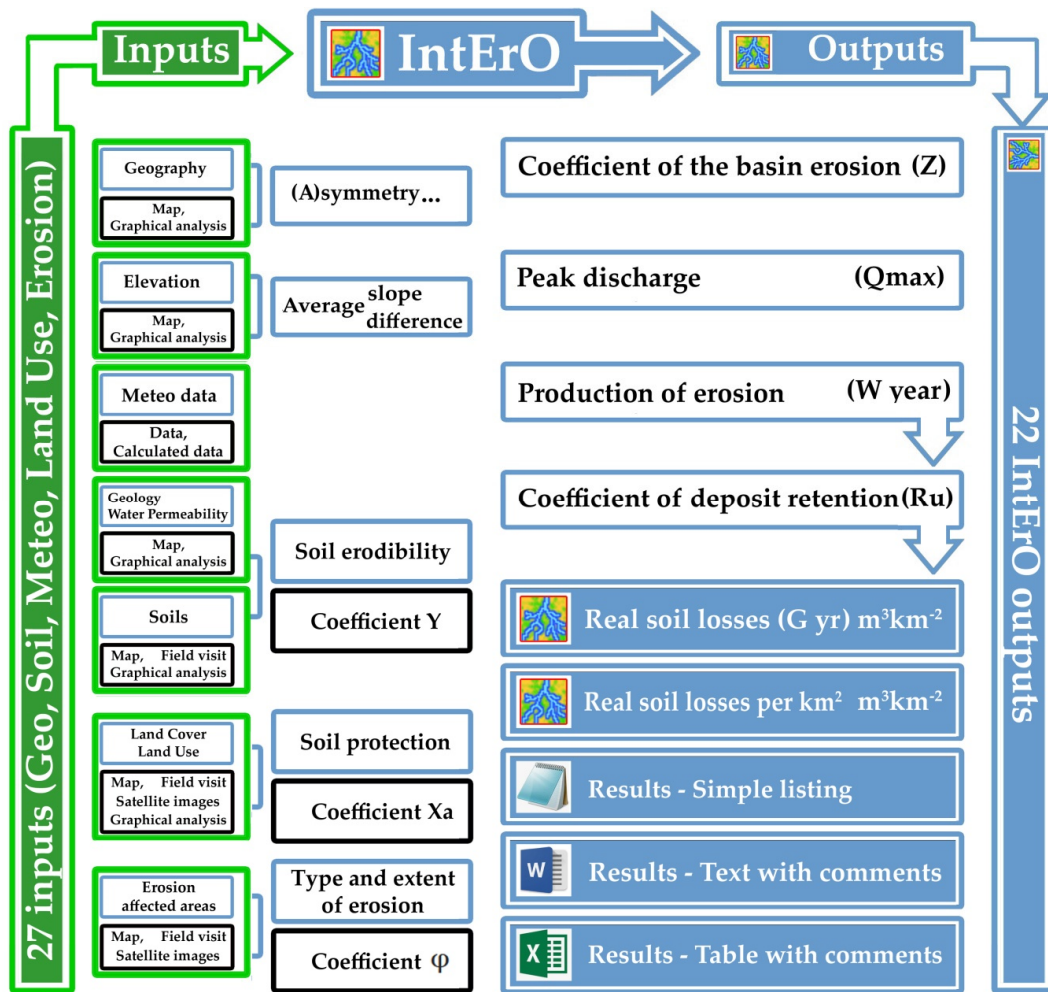 Inputs
IntErO
Outputs
27 inputs (Geo, Soil, Meteo, Land Use, Erosion)
Geography
Map,
Graphical analysis
(A)symmetry...
Elevation
Map,
Graphical analysis
Average slope
difference
Meteo data
Data,
Calculated data
Geology
Water Permeability
Map,
Graphical analysis
Soils
Map, Field visit
Graphical analysis
Soil erodibility
Coefficient Y
Land Cover
Land Use
Map, Field visit
Satellite images
Graphical analysis
Soil protection
Coefficient Xa
Erosion
affected areas
Map, Field visit
Satellite images
Type and extent
of erosion
Coefficient φ
Coefficient of the basin erosion (Z)
Peak discharge (Qmax)
Production of erosion (W year)
Coefficient of deposit retention (Ru)
Real soil losses (G yr) m³km⁻²
Real soil losses per km² m³km⁻²
Results - Simple listing
W
Results - Text with comments
X
Results - Table with comments
22 IntErO outputs